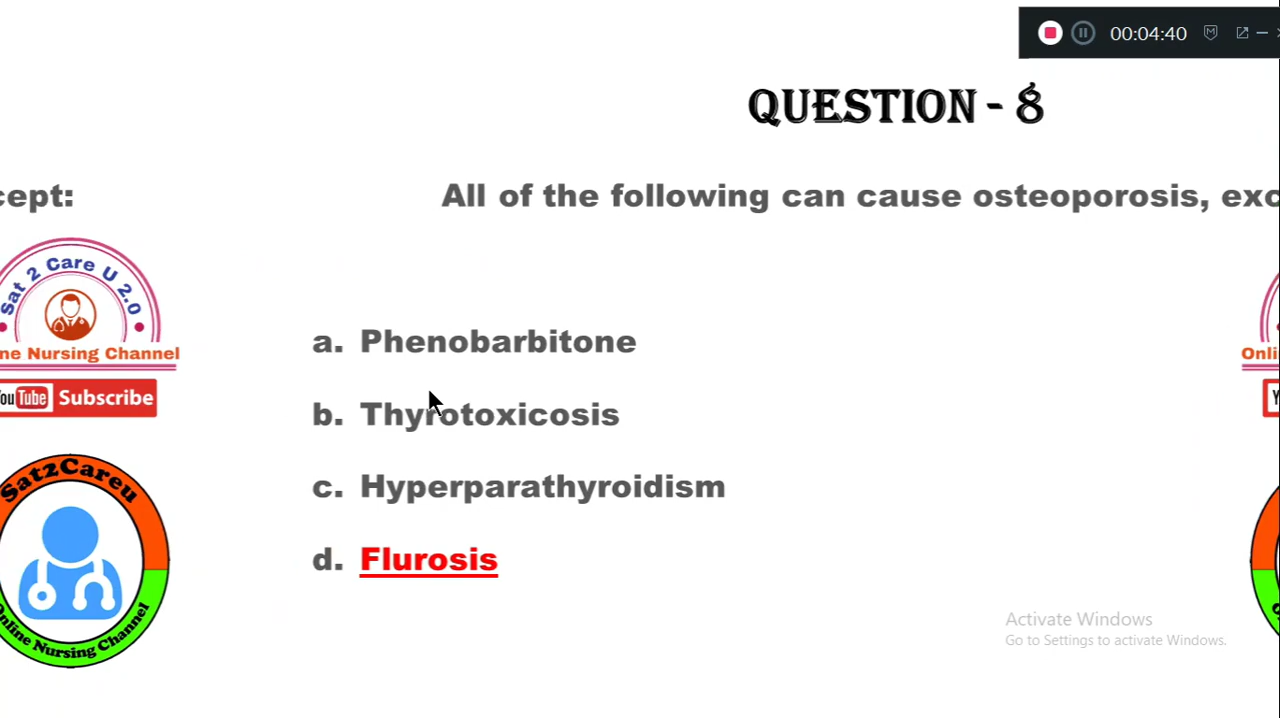 00:04:40
QUESTION - 8
cept:
All of the following can cause osteoporosis, exc
Sat 2 Care U 2.0
ne Nursing Channel
ou Tube Subscribe
a. Phenobarbitone
b. Thyrotoxicosis
c. Hyperparathyroidism
d. Flurosis
Onli
Y
Sat2Careu
Online Nursing Channel
Activate Windows
Go to Settings to activate Windows.